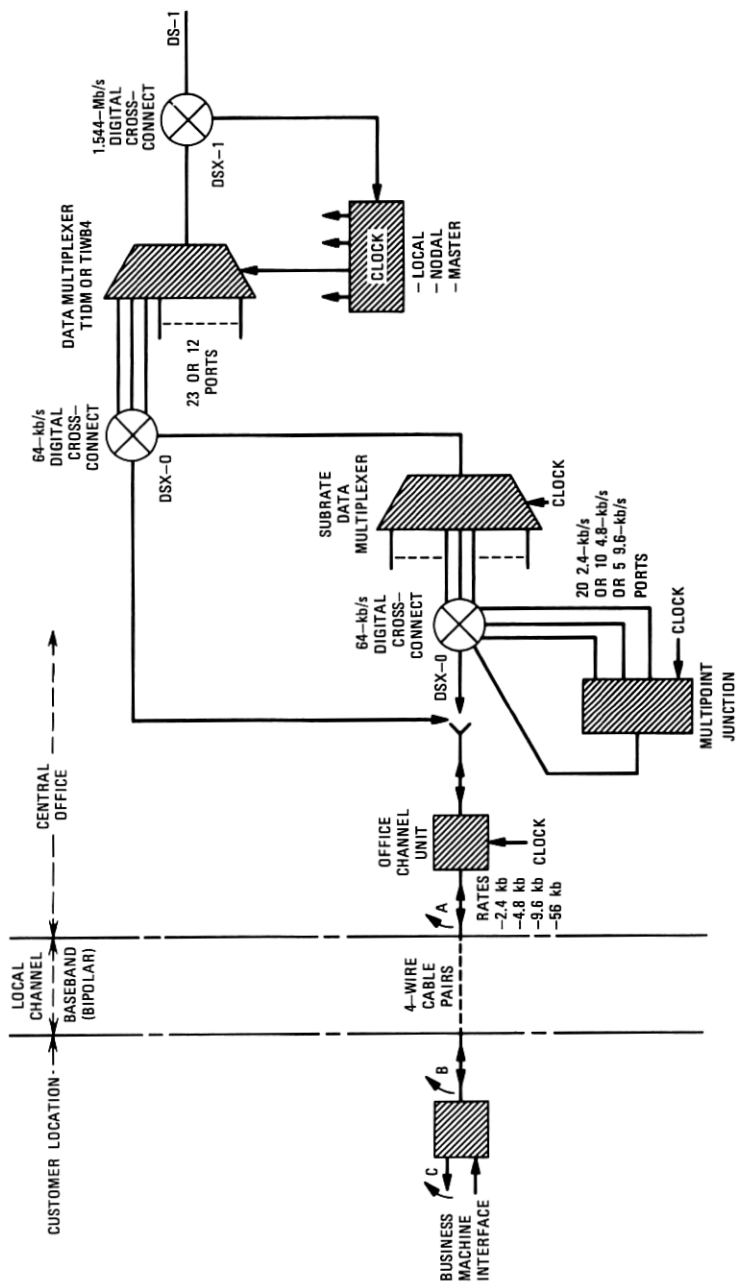 CUSTOMER LOCATION
LOCAL
CHANNEL
BASEBAND
(BIPOLAR)
CENTRAL
OFFICE
BUSINESS
MACHINE
INTERFACE
C
B
4-WIRE
CABLE
PAIRS
A
RATES
-2.4 kb
-4.8 kb
-9.6 kb
-56 kb
OFFICE
CHANNEL
UNIT
CLOCK
64-kb/s
DIGITAL
CROSS-
CONNECT
DSX-0
MULTIPOINT
JUNCTION
CLOCK
20 2.4-kb/s
OR 10 4.8-kb/s
OR 5 9.6-kb/s
PORTS
SUBRATE
DATA
MULTIPLEXER
CLOCK
64-kb/s
DIGITAL
CROSS-
CONNECT
DSX-0
23 OR 12
PORTS
DATA MULTIPLEXER
T1DM OR T1WB4
CLOCK
- LOCAL
- NODAL
- MASTER
1.544-Mb/s
DIGITAL
CROSS-
CONNECT
DSX-1
DS-1